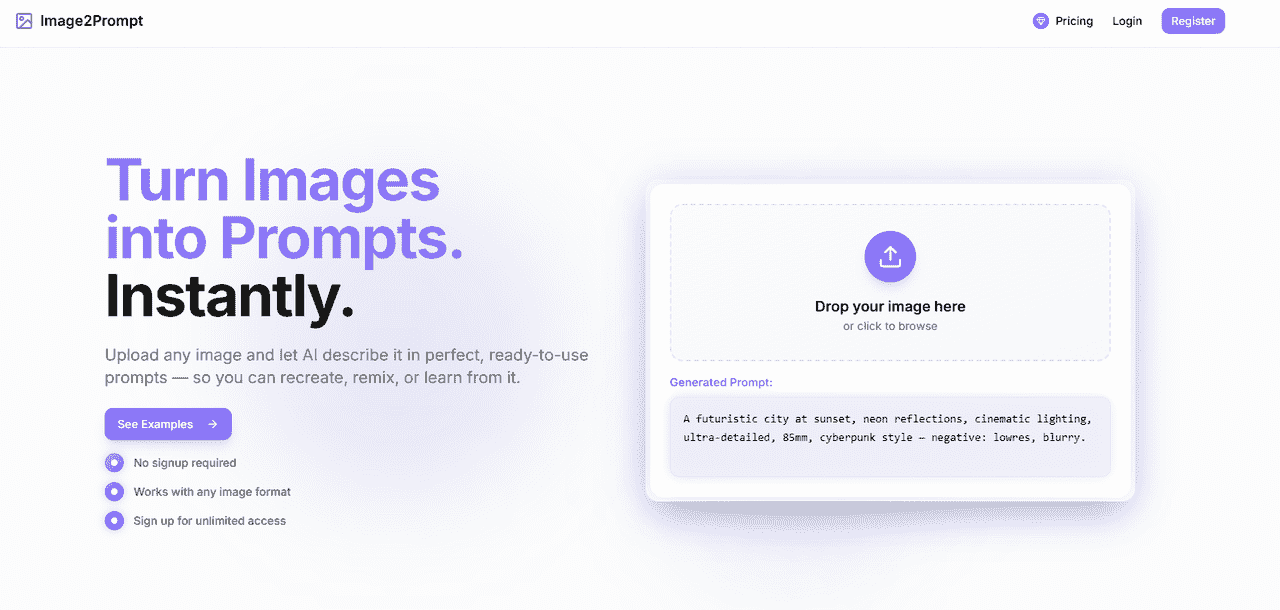 Image2Prompt
Pricing
Login
Register
Turn Images
into Prompts.
Instantly.
Upload any image and let AI describe it in perfect, ready-to-use
prompts — so you can recreate, remix, or learn from it.
See Examples →
No signup required
Works with any image format
Sign up for unlimited access
Drop your image here
or click to browse
Generated Prompt:
A futuristic city at sunset, neon reflections, cinematic lighting,
ultra-detailed, 85mm, cyberpunk style — negative: lowres, blurry.